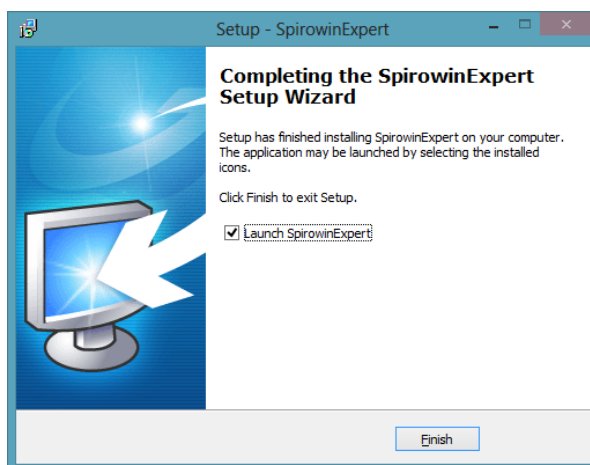 Setup - SpirowinExpert
Completing the SpirowinExpert
Setup Wizard
Setup has finished installing SpirowinExpert on your computer.
The application may be launched by selecting the installed
icons.
Click Finish to exit Setup.
Launch SpirowinExpert
Finish